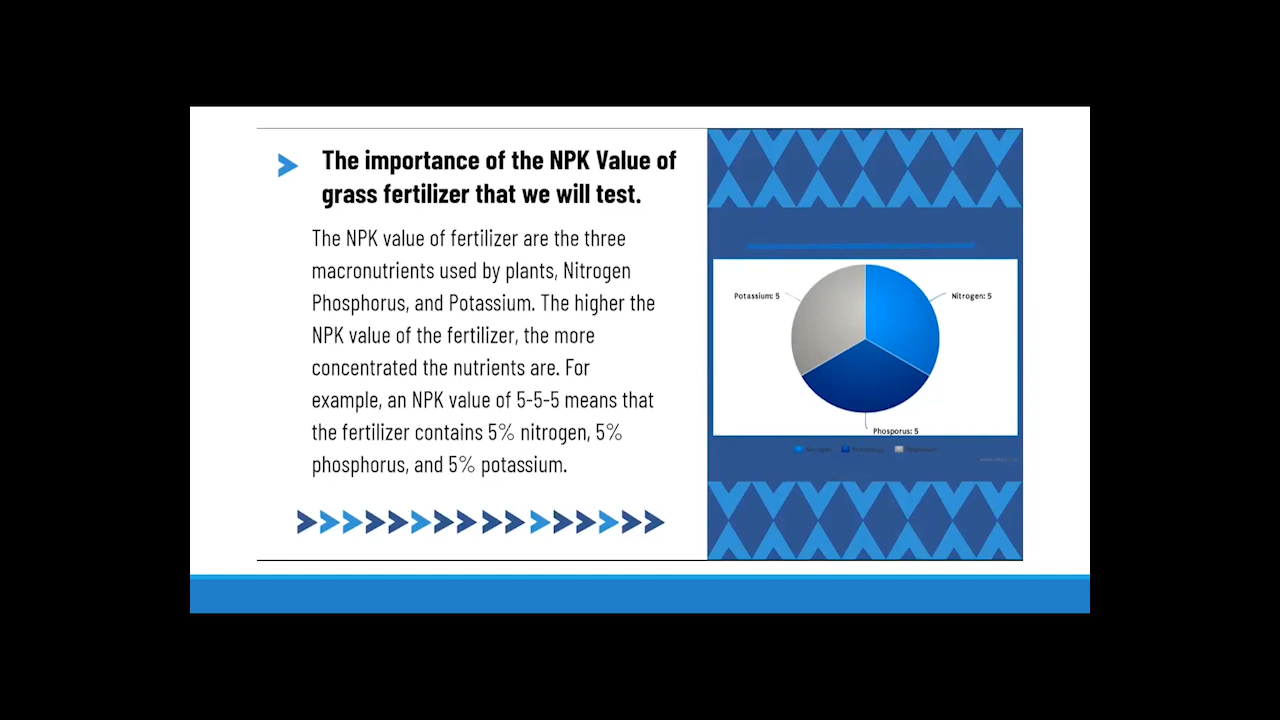 The importance of the NPK Value of
grass fertilizer that we will test.
The NPK value of fertilizer are the three
macronutrients used by plants, Nitrogen
Phosphorus, and Potassium. The higher the
NPK value of the fertilizer, the more
concentrated the nutrients are. For
example, an NPK value of 5-5-5 means that
the fertilizer contains 5% nitrogen, 5%
phosphorus, and 5% potassium.
Potassium: 5
Nitrogen: 5
Phosporus: 5
Nitrogen
Potassium